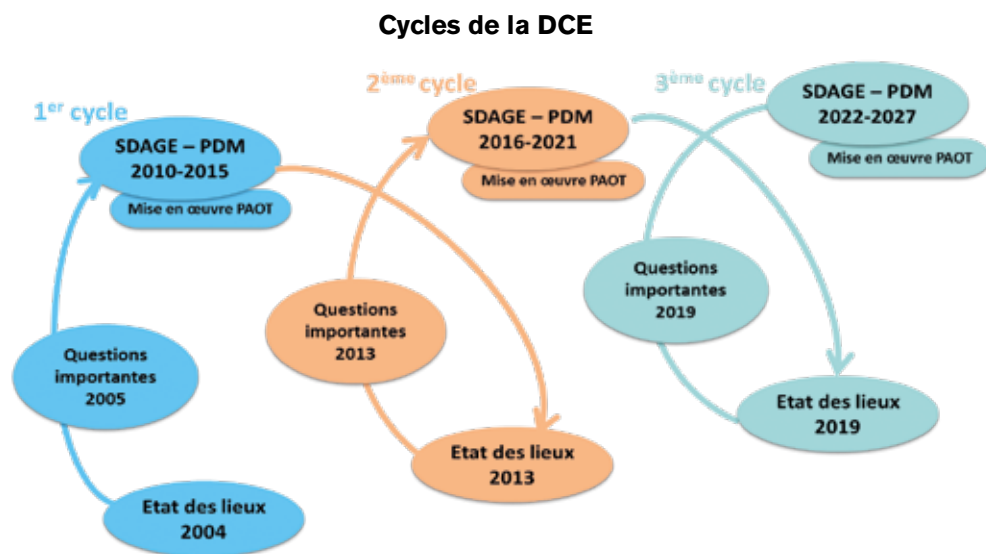 Cycles de la DCE
1er cycle
SDAGE – PDM
2010-2015
Mise en œuvre PAOT
Questions
importantes
2005
Etat des lieux
2004
2ème cycle
SDAGE – PDM
2016-2021
Mise en œuvre PAOT
Questions
importantes
2013
Etat des lieux
2013
3ème cycle
SDAGE – PDM
2022-2027
Mise en œuvre PAOT
Questions
importantes
2019
Etat des lieux
2019